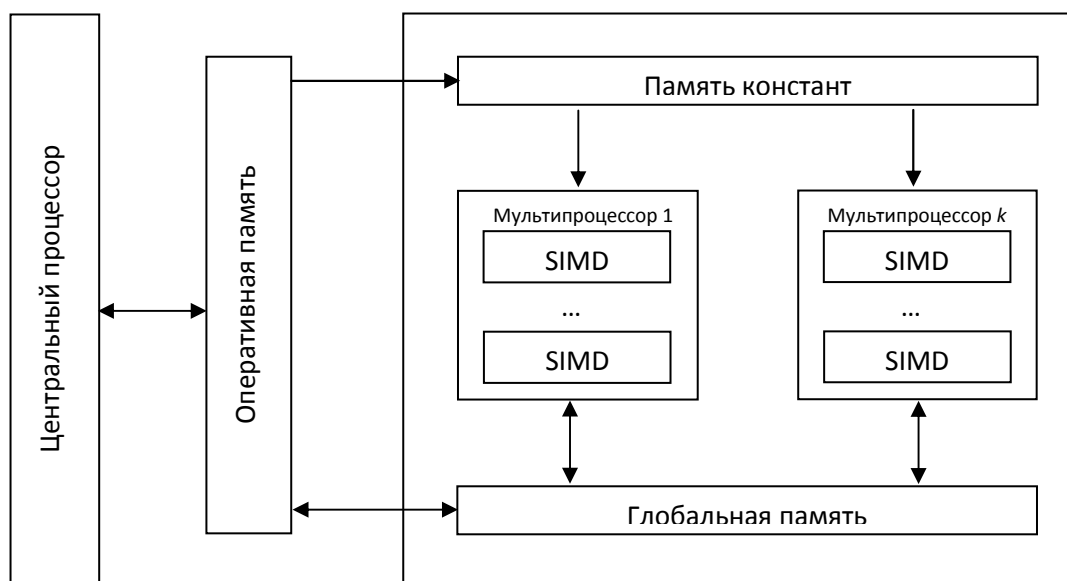 Центральный процессор
Оперативная память
Память констант
Мультипроцессор 1
SIMD
...
SIMD
Мультипроцессор k
SIMD
...
SIMD
Глобальная память